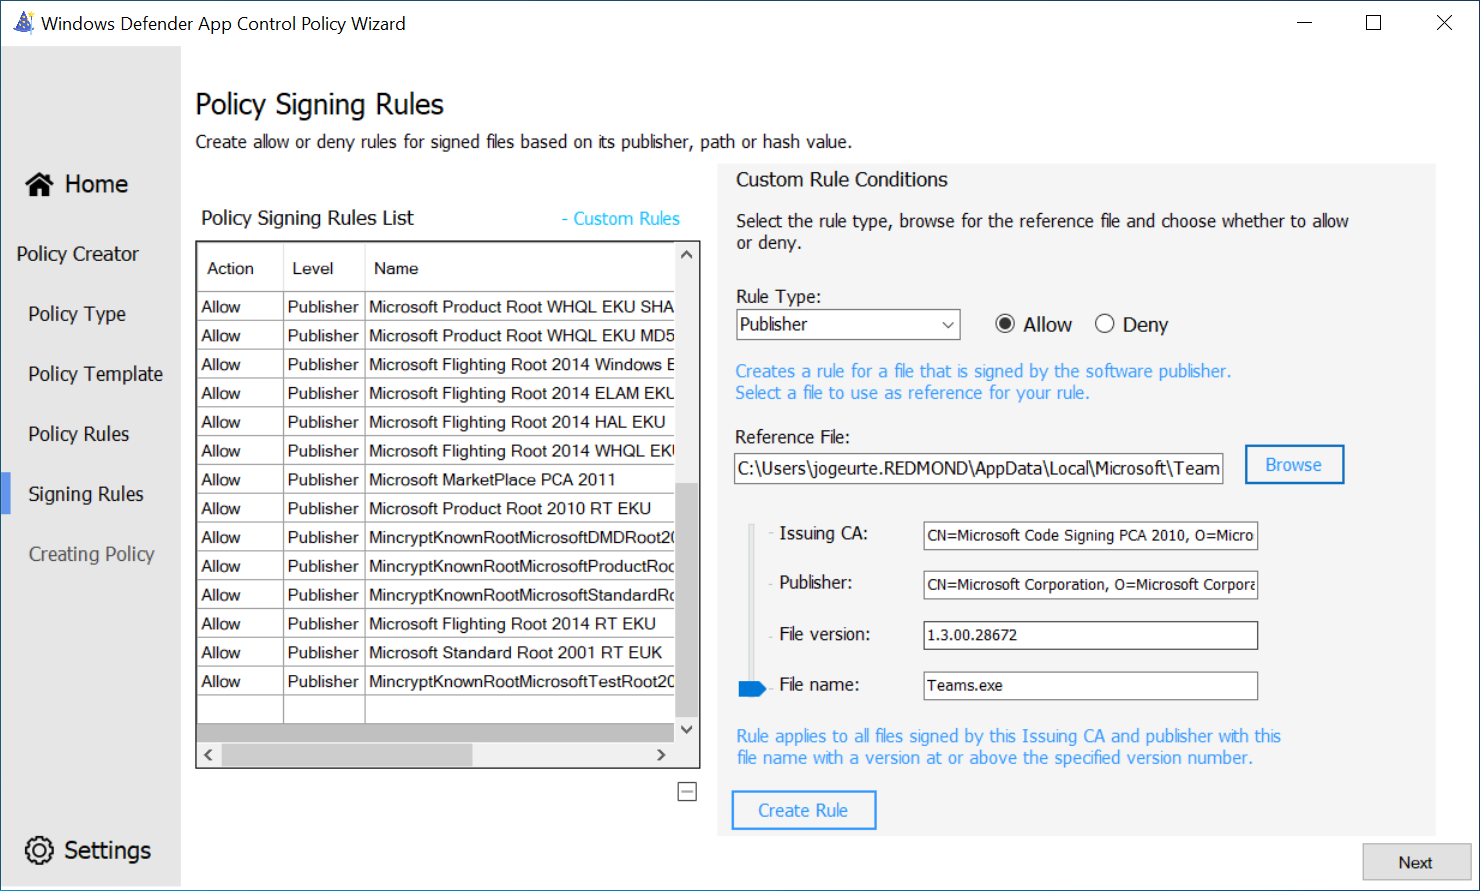 Windows Defender App Control Policy Wizard
Policy Signing Rules
Create allow or deny rules for signed files based on its publisher, path or hash value.
Home
Policy Creator
Policy Type
Policy Template
Policy Rules
Signing Rules
Creating Policy
Settings
Policy Signing Rules List
- Custom Rules
Action Level Name
Allow Publisher Microsoft Product Root WHQL EKU SHA
Allow Publisher Microsoft Product Root WHQL EKU MD5
Allow Publisher Microsoft Flighting Root 2014 Windows E
Allow Publisher Microsoft Flighting Root 2014 ELAM EKU
Allow Publisher Microsoft Flighting Root 2014 HAL EKU
Allow Publisher Microsoft Flighting Root 2014 WHQL EKU
Allow Publisher Microsoft MarketPlace PCA 2011
Allow Publisher Microsoft Product Root 2010 RT EKU
Allow Publisher MincryptKnownRootMicrosoftDMDRoot20
Allow Publisher MincryptKnownRootMicrosoftProductRoo
Allow Publisher MincryptKnownRootMicrosoftStandardRo
Allow Publisher Microsoft Flighting Root 2014 RT EKU
Allow Publisher Microsoft Standard Root 2001 RT EUK
Allow Publisher MincryptKnownRootMicrosoftTestRoot20
Custom Rule Conditions
Select the rule type, browse for the reference file and choose whether to allow
or deny.
Rule Type:
Publisher
Allow
Deny
Creates a rule for a file that is signed by the software publisher.
Select a file to use as reference for your rule.
Reference File:
C:\Users\jogeurte.REDMOND\AppData\Local\Microsoft\Team
Browse
- Issuing CA: CN=Microsoft Code Signing PCA 2010, O=Micro
- Publisher: CN=Microsoft Corporation, O=Microsoft Corpora
- File version: 1.3.00.28672
- File name: Teams.exe
Rule applies to all files signed by this Issuing CA and publisher with this
file name with a version at or above the specified version number.
Create Rule
Next